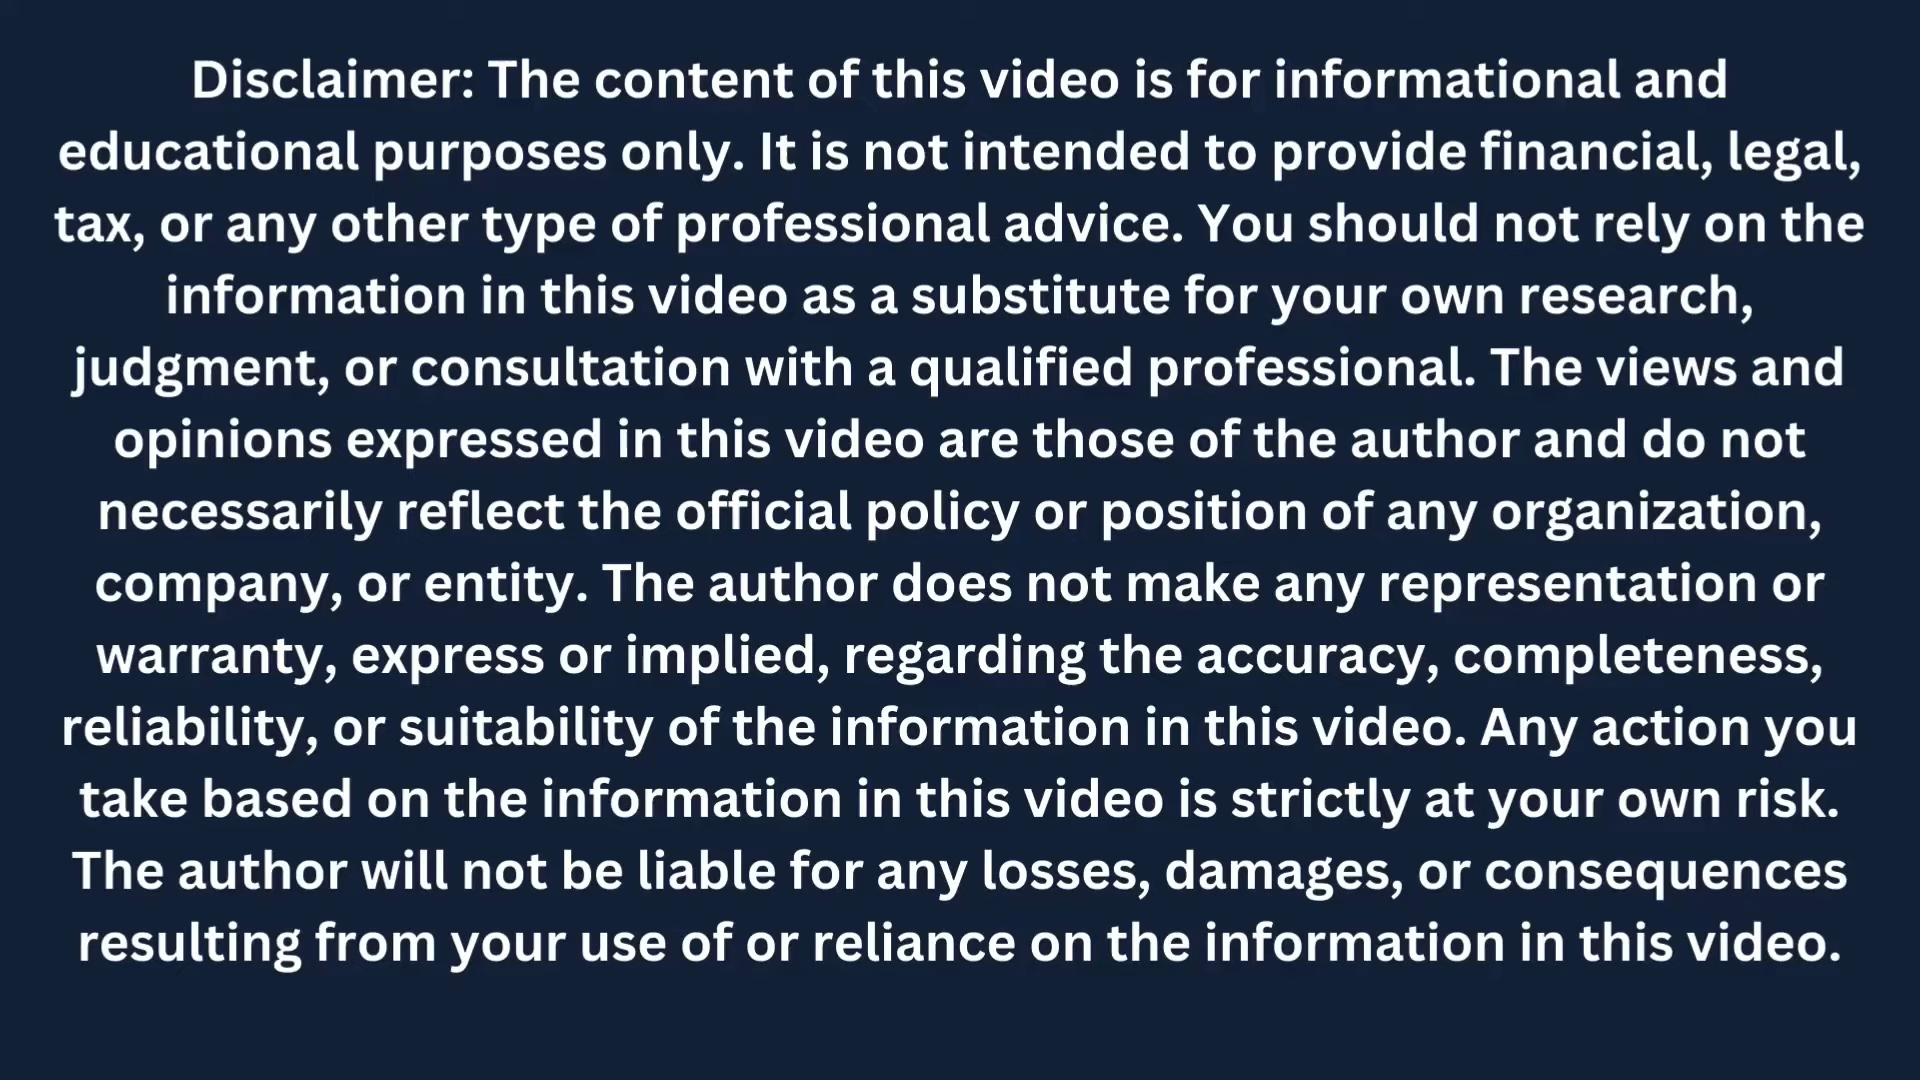 Disclaimer: The content of this video is for informational and
educational purposes only. It is not intended to provide financial, legal,
tax, or any other type of professional advice. You should not rely on the
information in this video as a substitute for your own research,
judgment, or consultation with a qualified professional. The views and
opinions expressed in this video are those of the author and do not
necessarily reflect the official policy or position of any organization,
company, or entity. The author does not make any representation or
warranty, express or implied, regarding the accuracy, completeness,
reliability, or suitability of the information in this video. Any action you
take based on the information in this video is strictly at your own risk.
The author will not be liable for any losses, damages, or consequences
resulting from your use of or reliance on the information in this video.